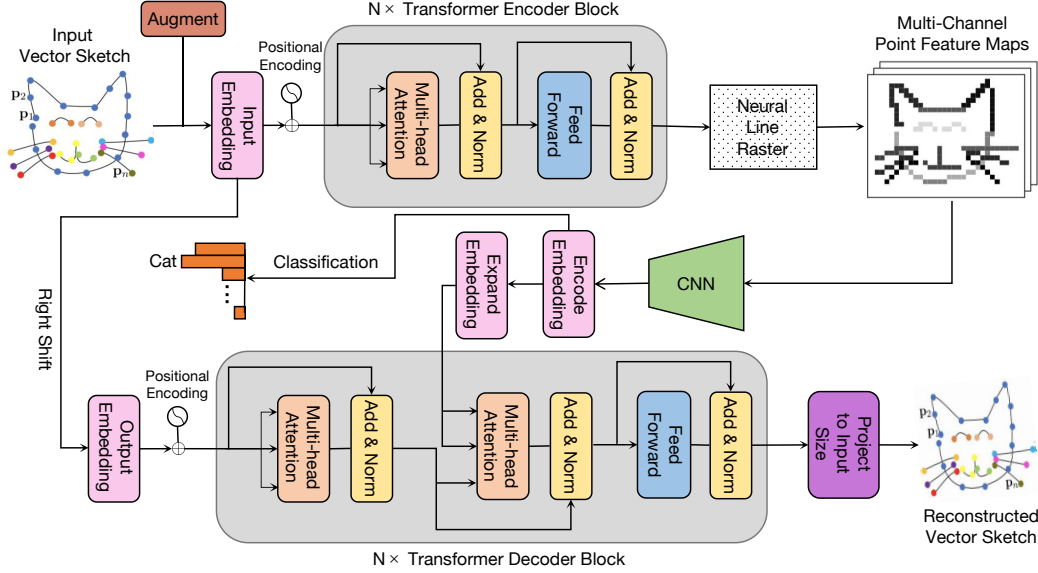 N× Transformer Encoder Block
Augment
Input
Vector Sketch
p₂
p₁
pₙ
Input
Embedding
Positional
Encoding
Multi-head
Attention
Add & Norm
Feed
Forward
Add & Norm
Neural
Line
Raster
Multi-Channel
Point Feature Maps
Cat
Classification
Expand
Embedding
Encode
Embedding
CNN
Right Shift
Output
Embedding
Positional
Encoding
Multi-head
Attention
Add & Norm
Multi-head
Attention
Add & Norm
Feed
Forward
Add & Norm
Project
to Input
Size
p₂
p₁
pₙ
Reconstructed
Vector Sketch
N× Transformer Decoder Block